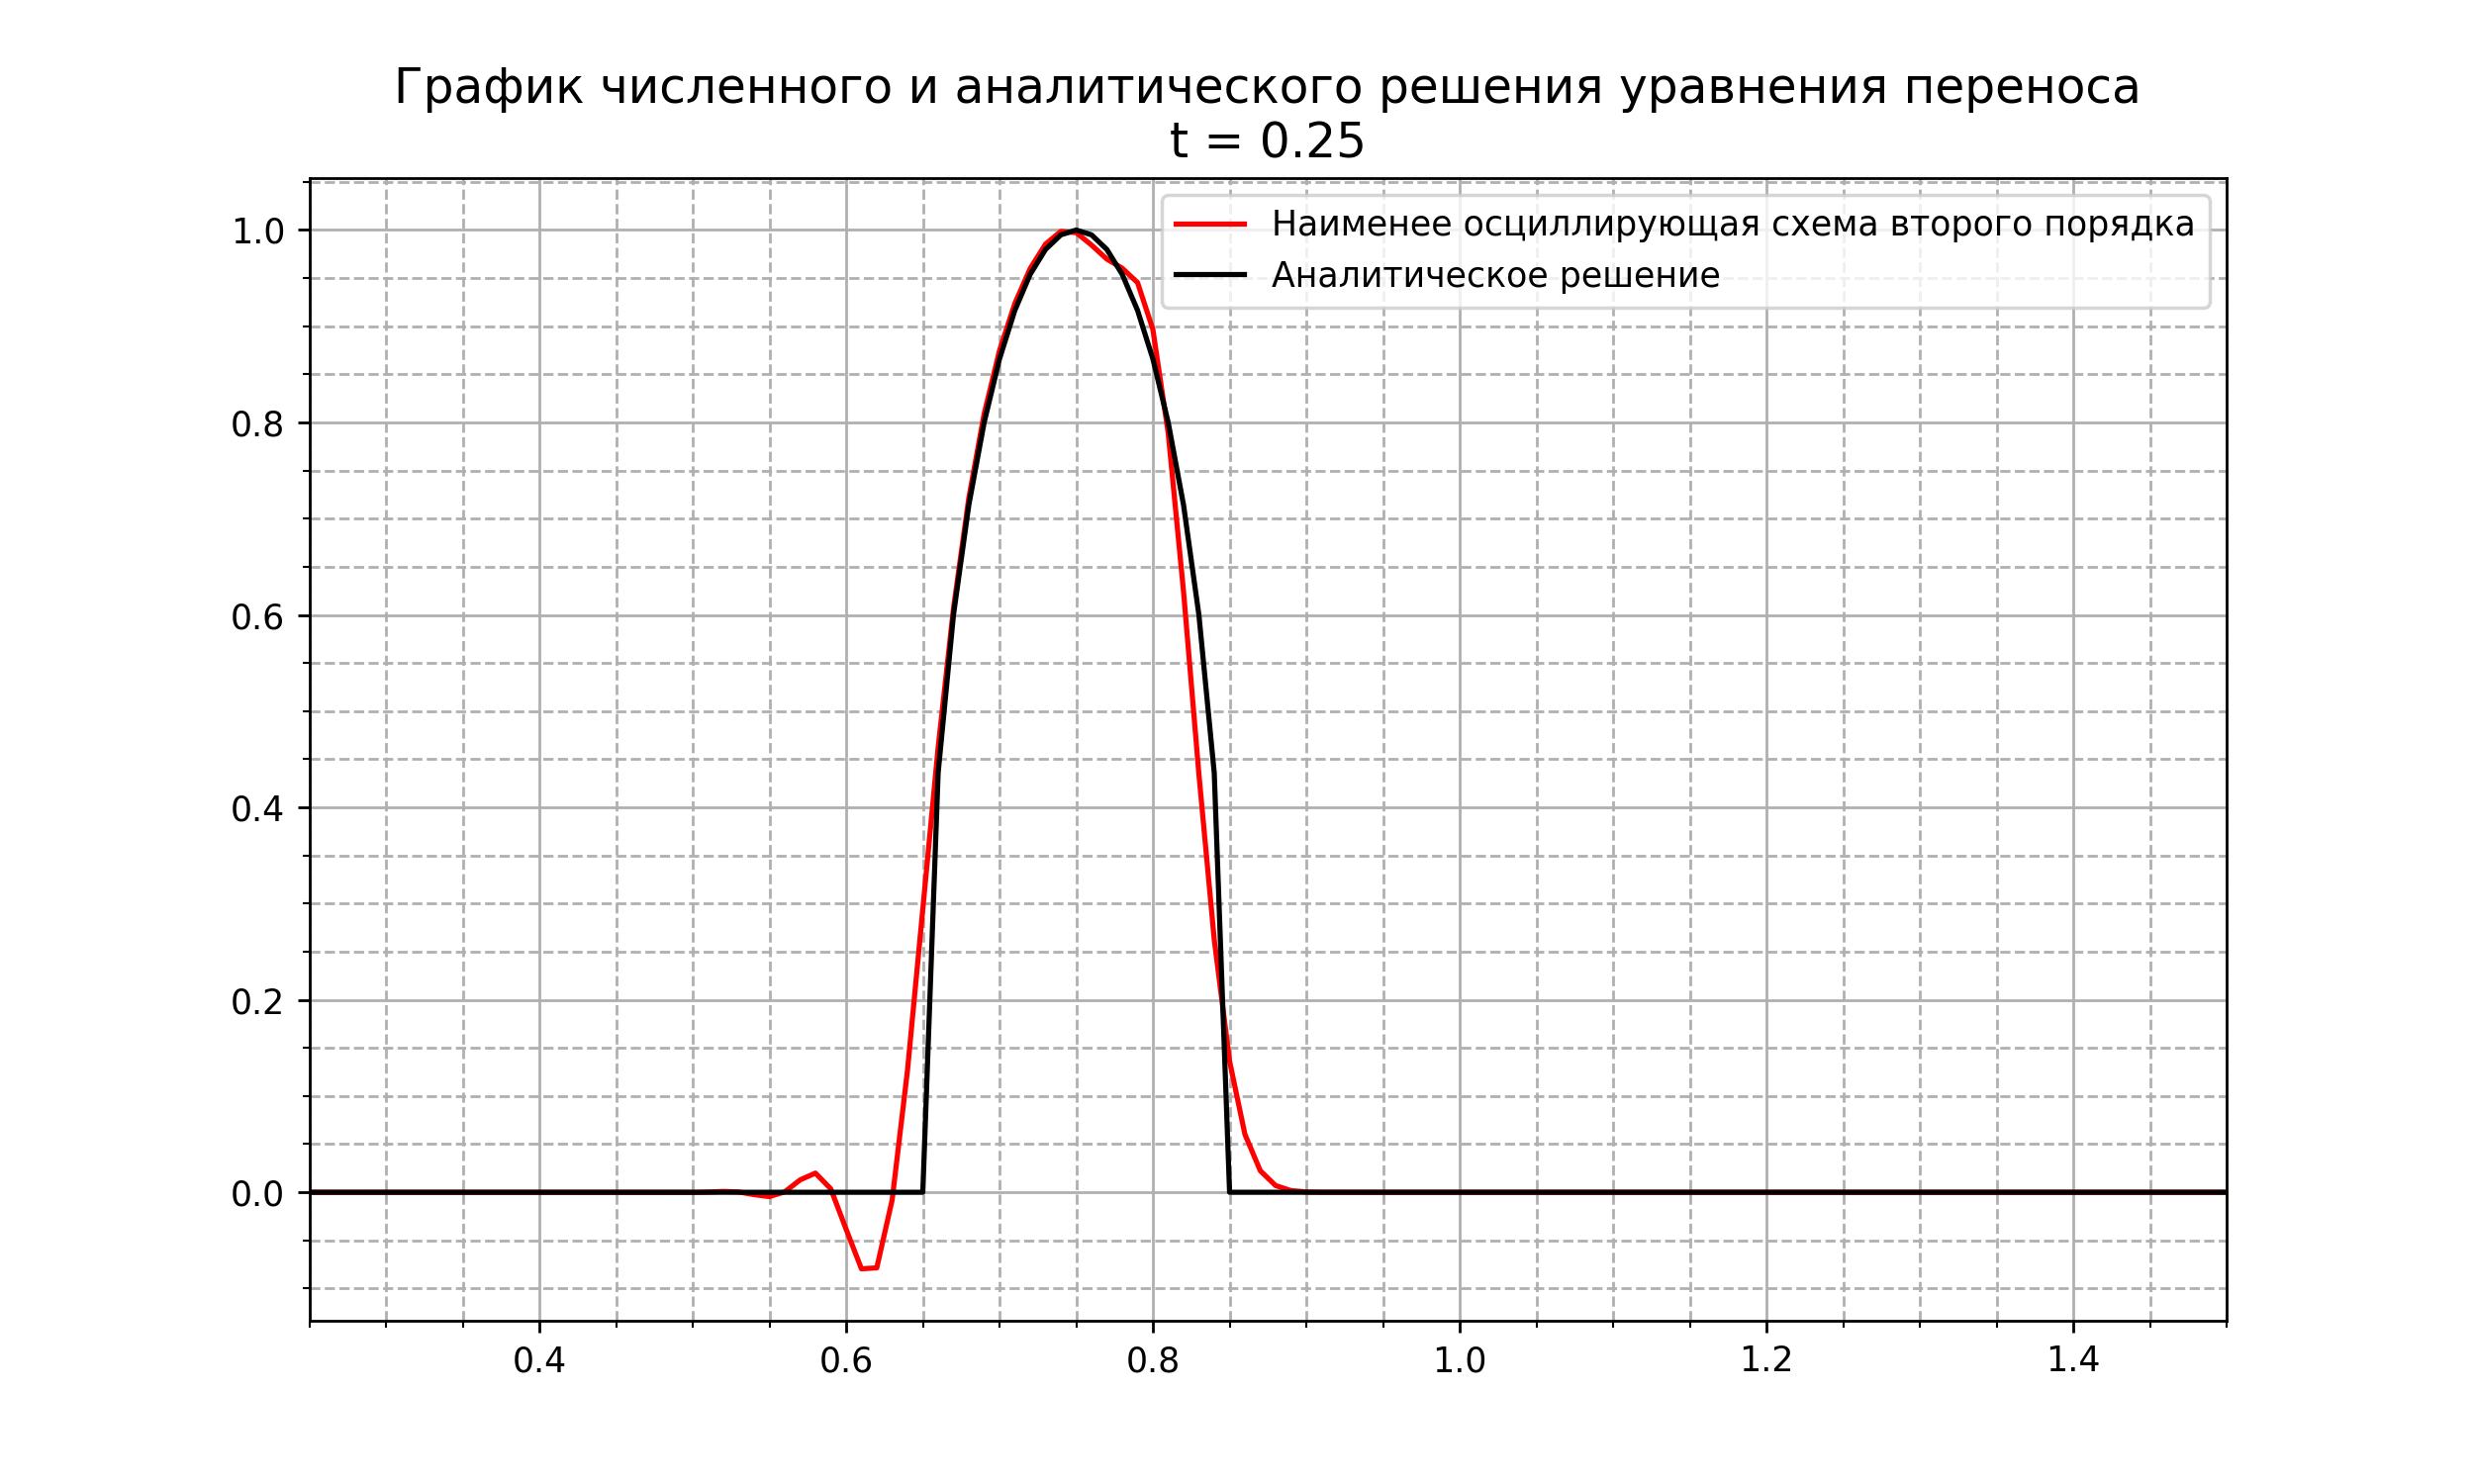 График численного и аналитического решения уравнения переноса
t = 0.25
Наименее осциллирующая схема второго порядка
Аналитическое решение
1.0
0.8
0.6
0.4
0.2
0.0
0.4 0.6 0.8 1.0 1.2 1.4